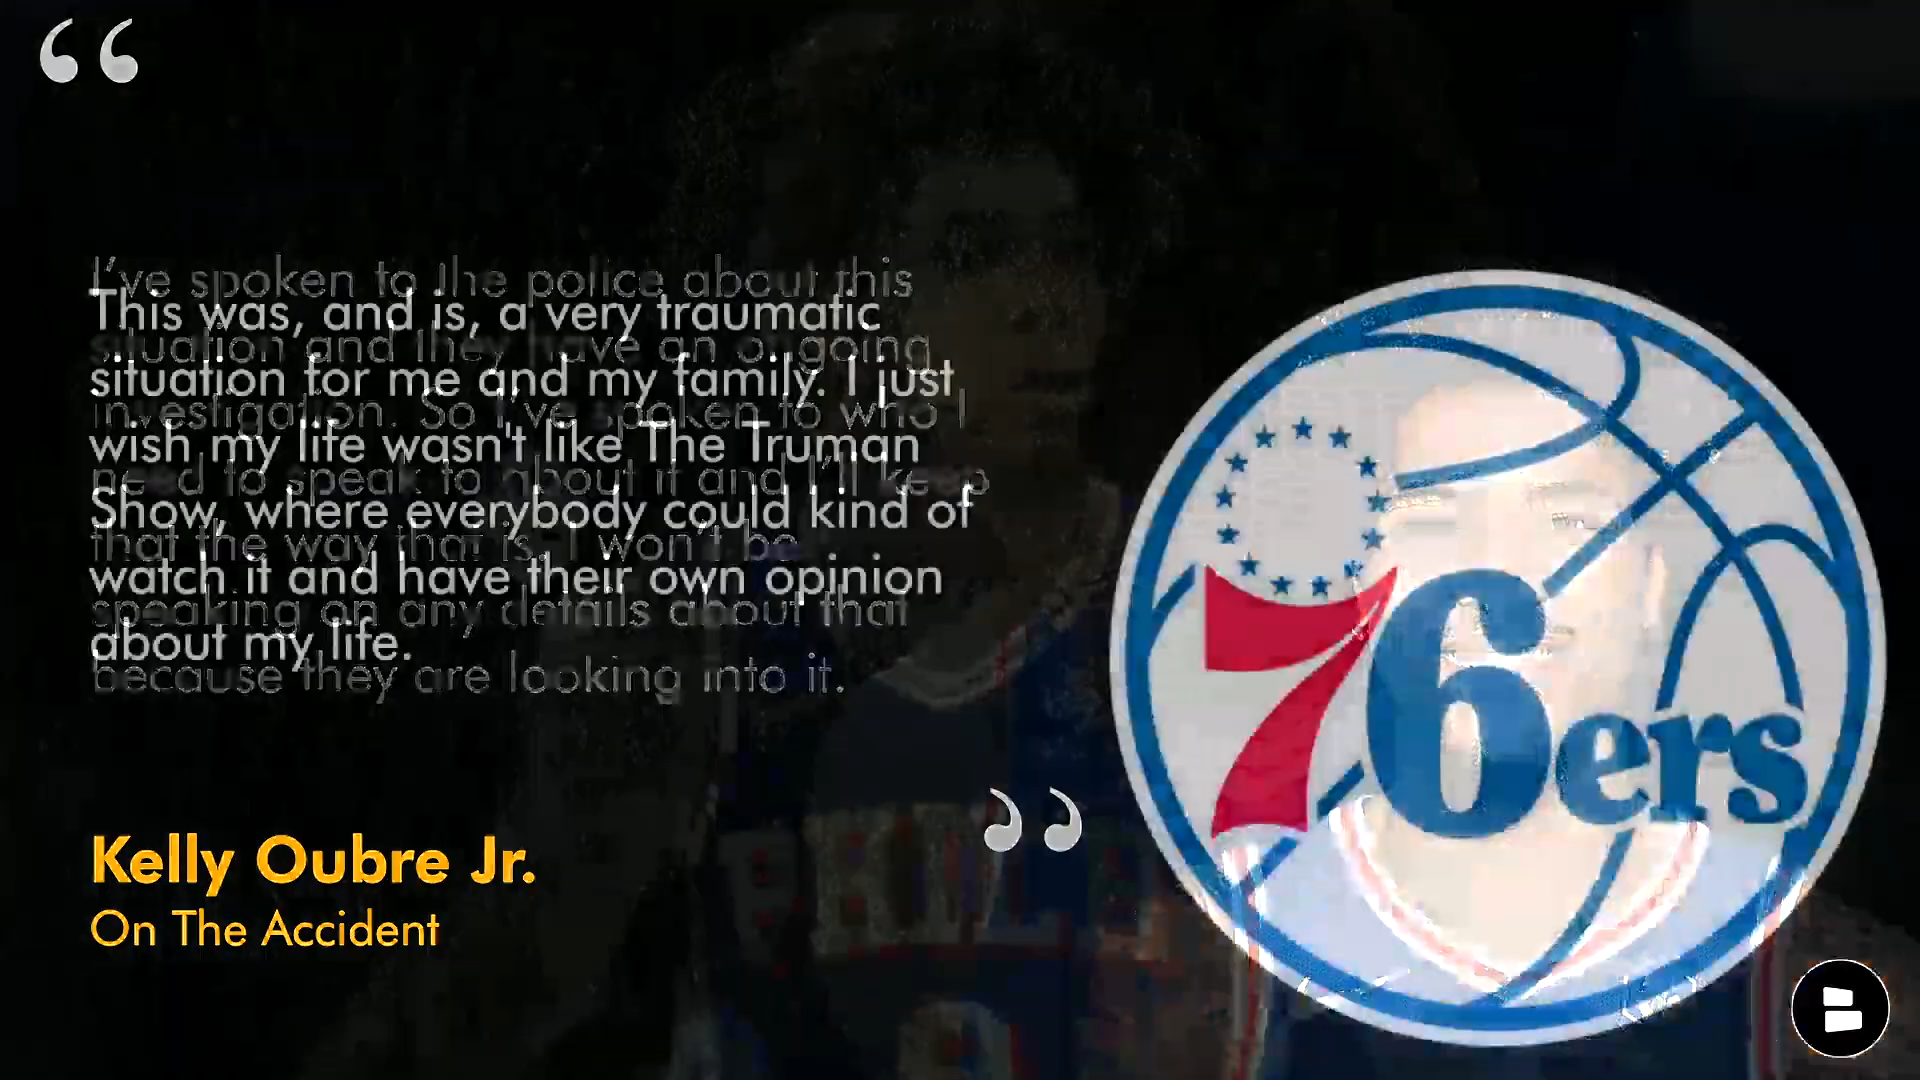 I've spoken to the police about this
situation and they have an ongoing
investigation. So I've spoken to who I
need to speak to about it and I'll keep
that the way that is. I won't be
speaking on any details about that
because they are looking into it.
This was, and is, a very traumatic
situation for me and my family. I just
wish my life wasn't like The Truman
Show, where everybody could kind of
watch it and have their own opinion
about my life.
Kelly Oubre Jr.
On The Accident
76ers